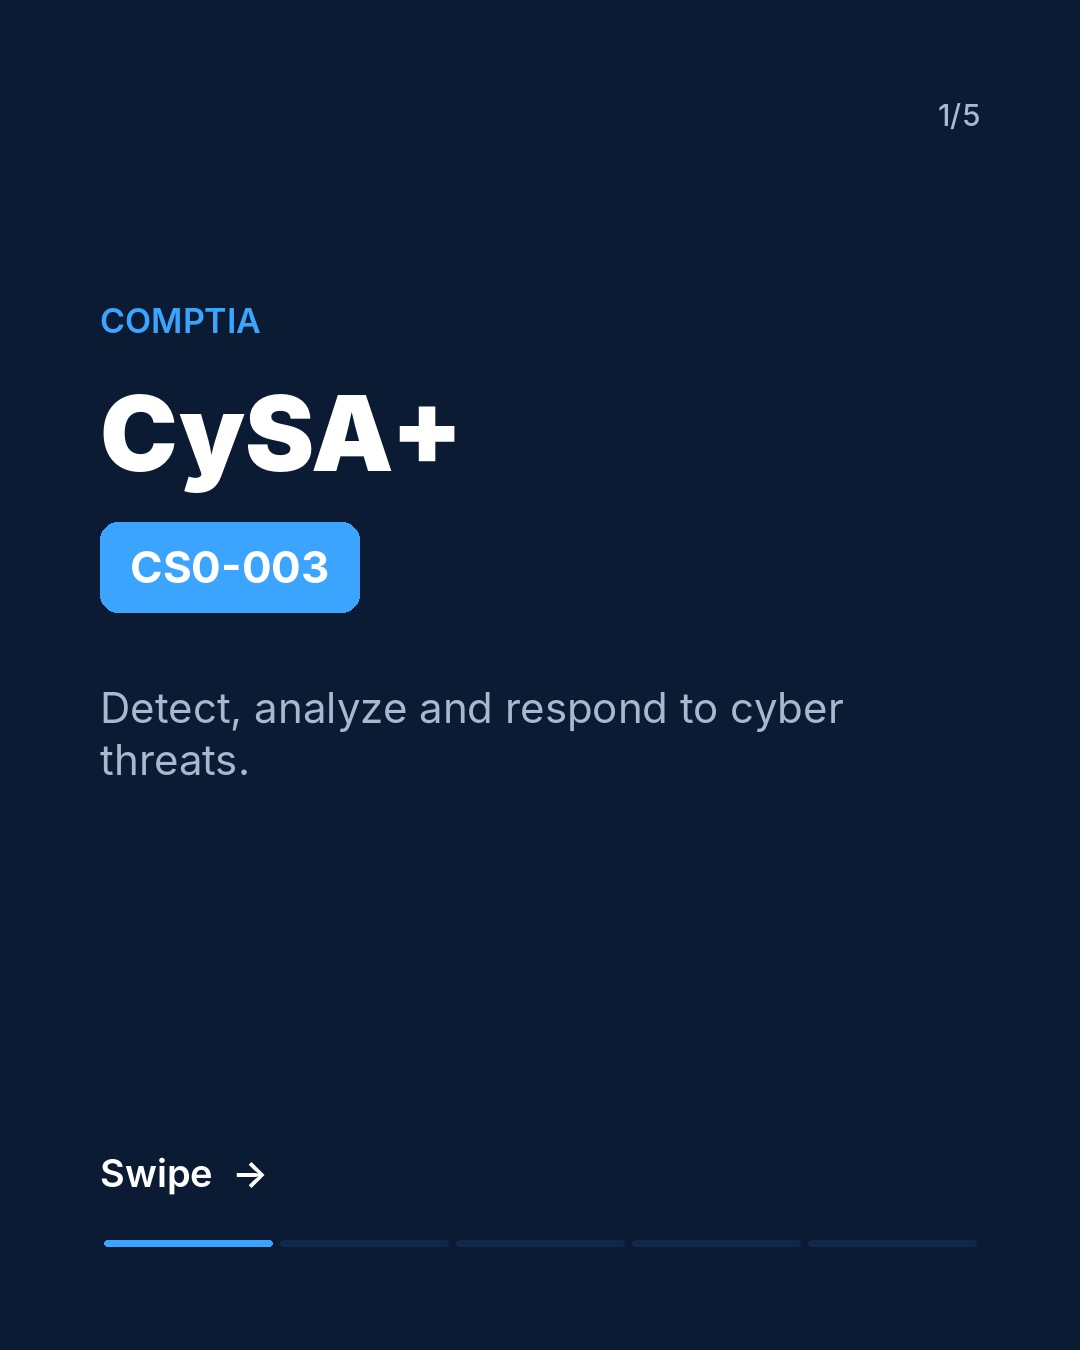 1/5
COMPTIA
CySA+
CS0-003
Detect, analyze and respond to cyber
threats.
Swipe →